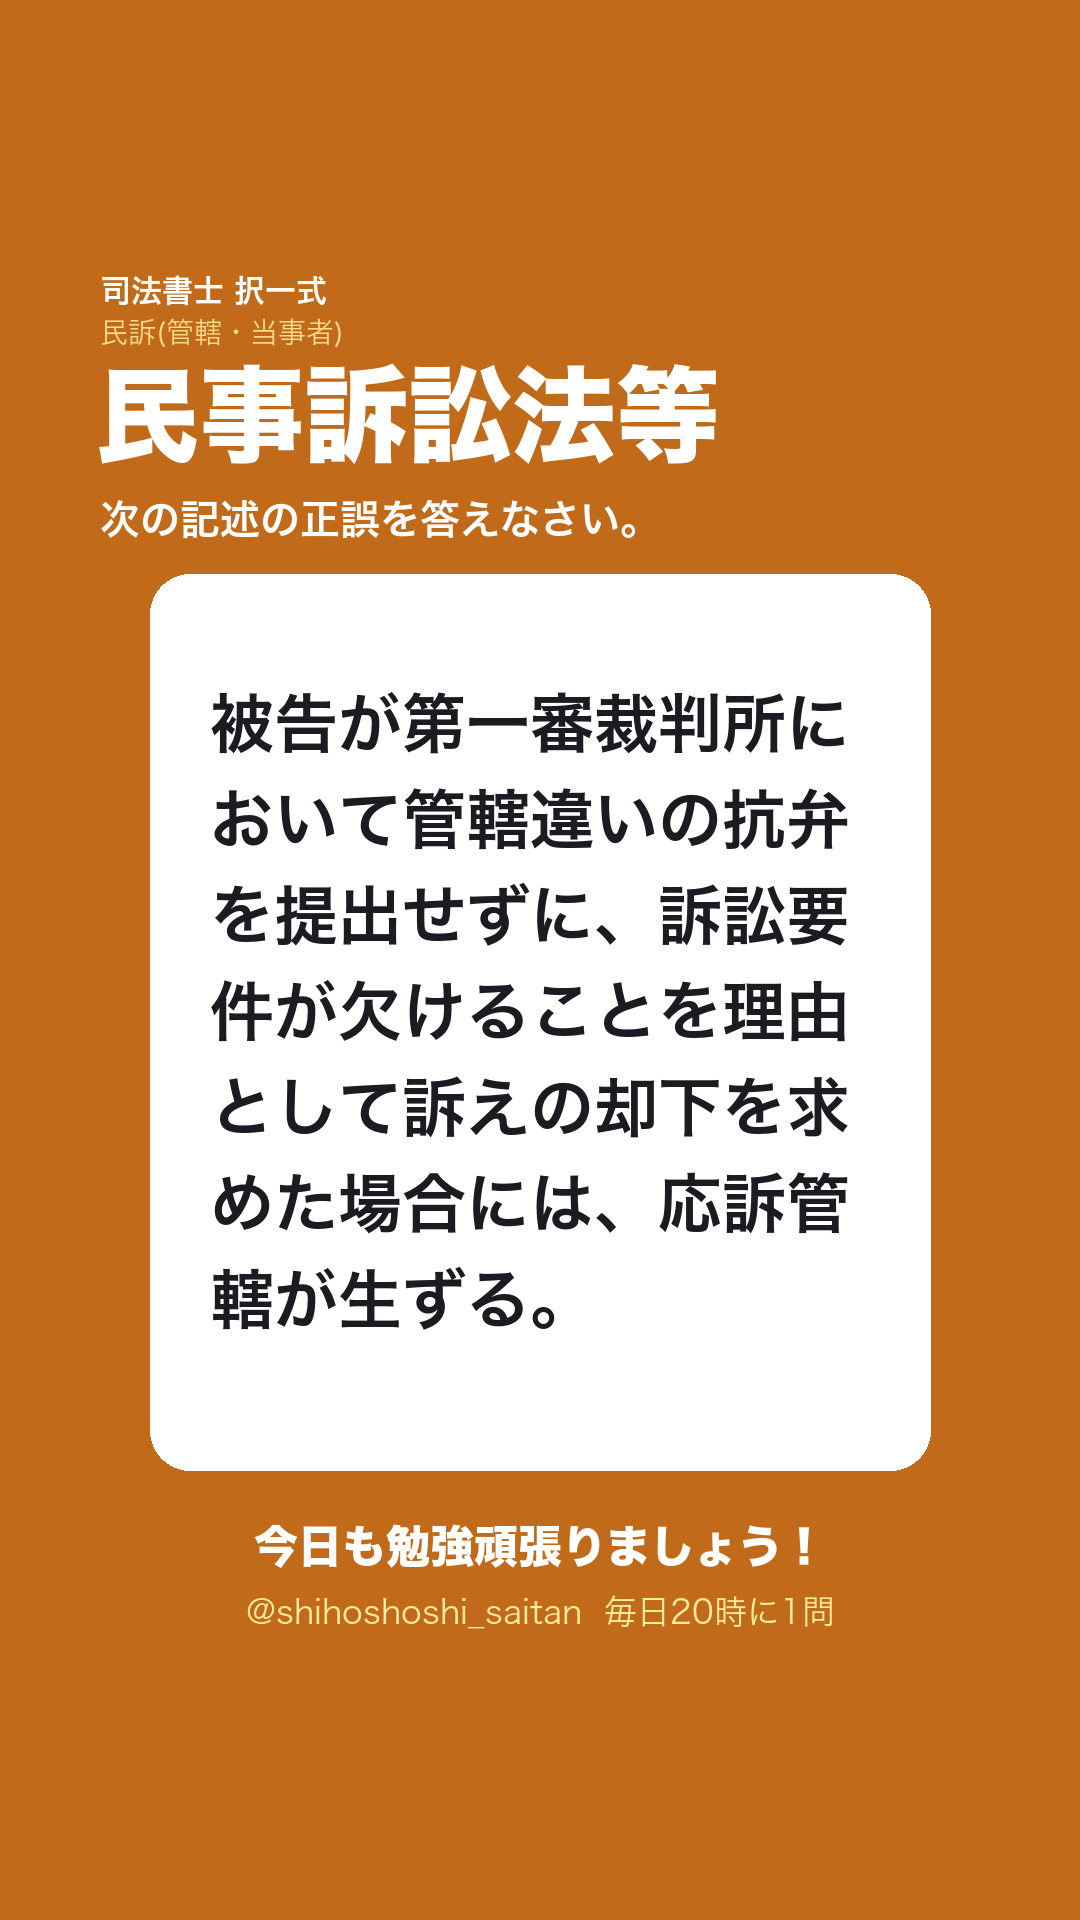 司法書士 択一式
民訴(管轄・当事者)
民事訴訟法等
次の記述の正誤を答えなさい。
被告が第一審裁判所に
おいて管轄違いの抗弁
を提出せずに、訴訟要
件が欠けることを理由
として訴えの却下を求
めた場合には、応訴管
轄が生ずる。
今日も勉強頑張りましょう！
@shihoshoshi_saitan 毎日20時に1問